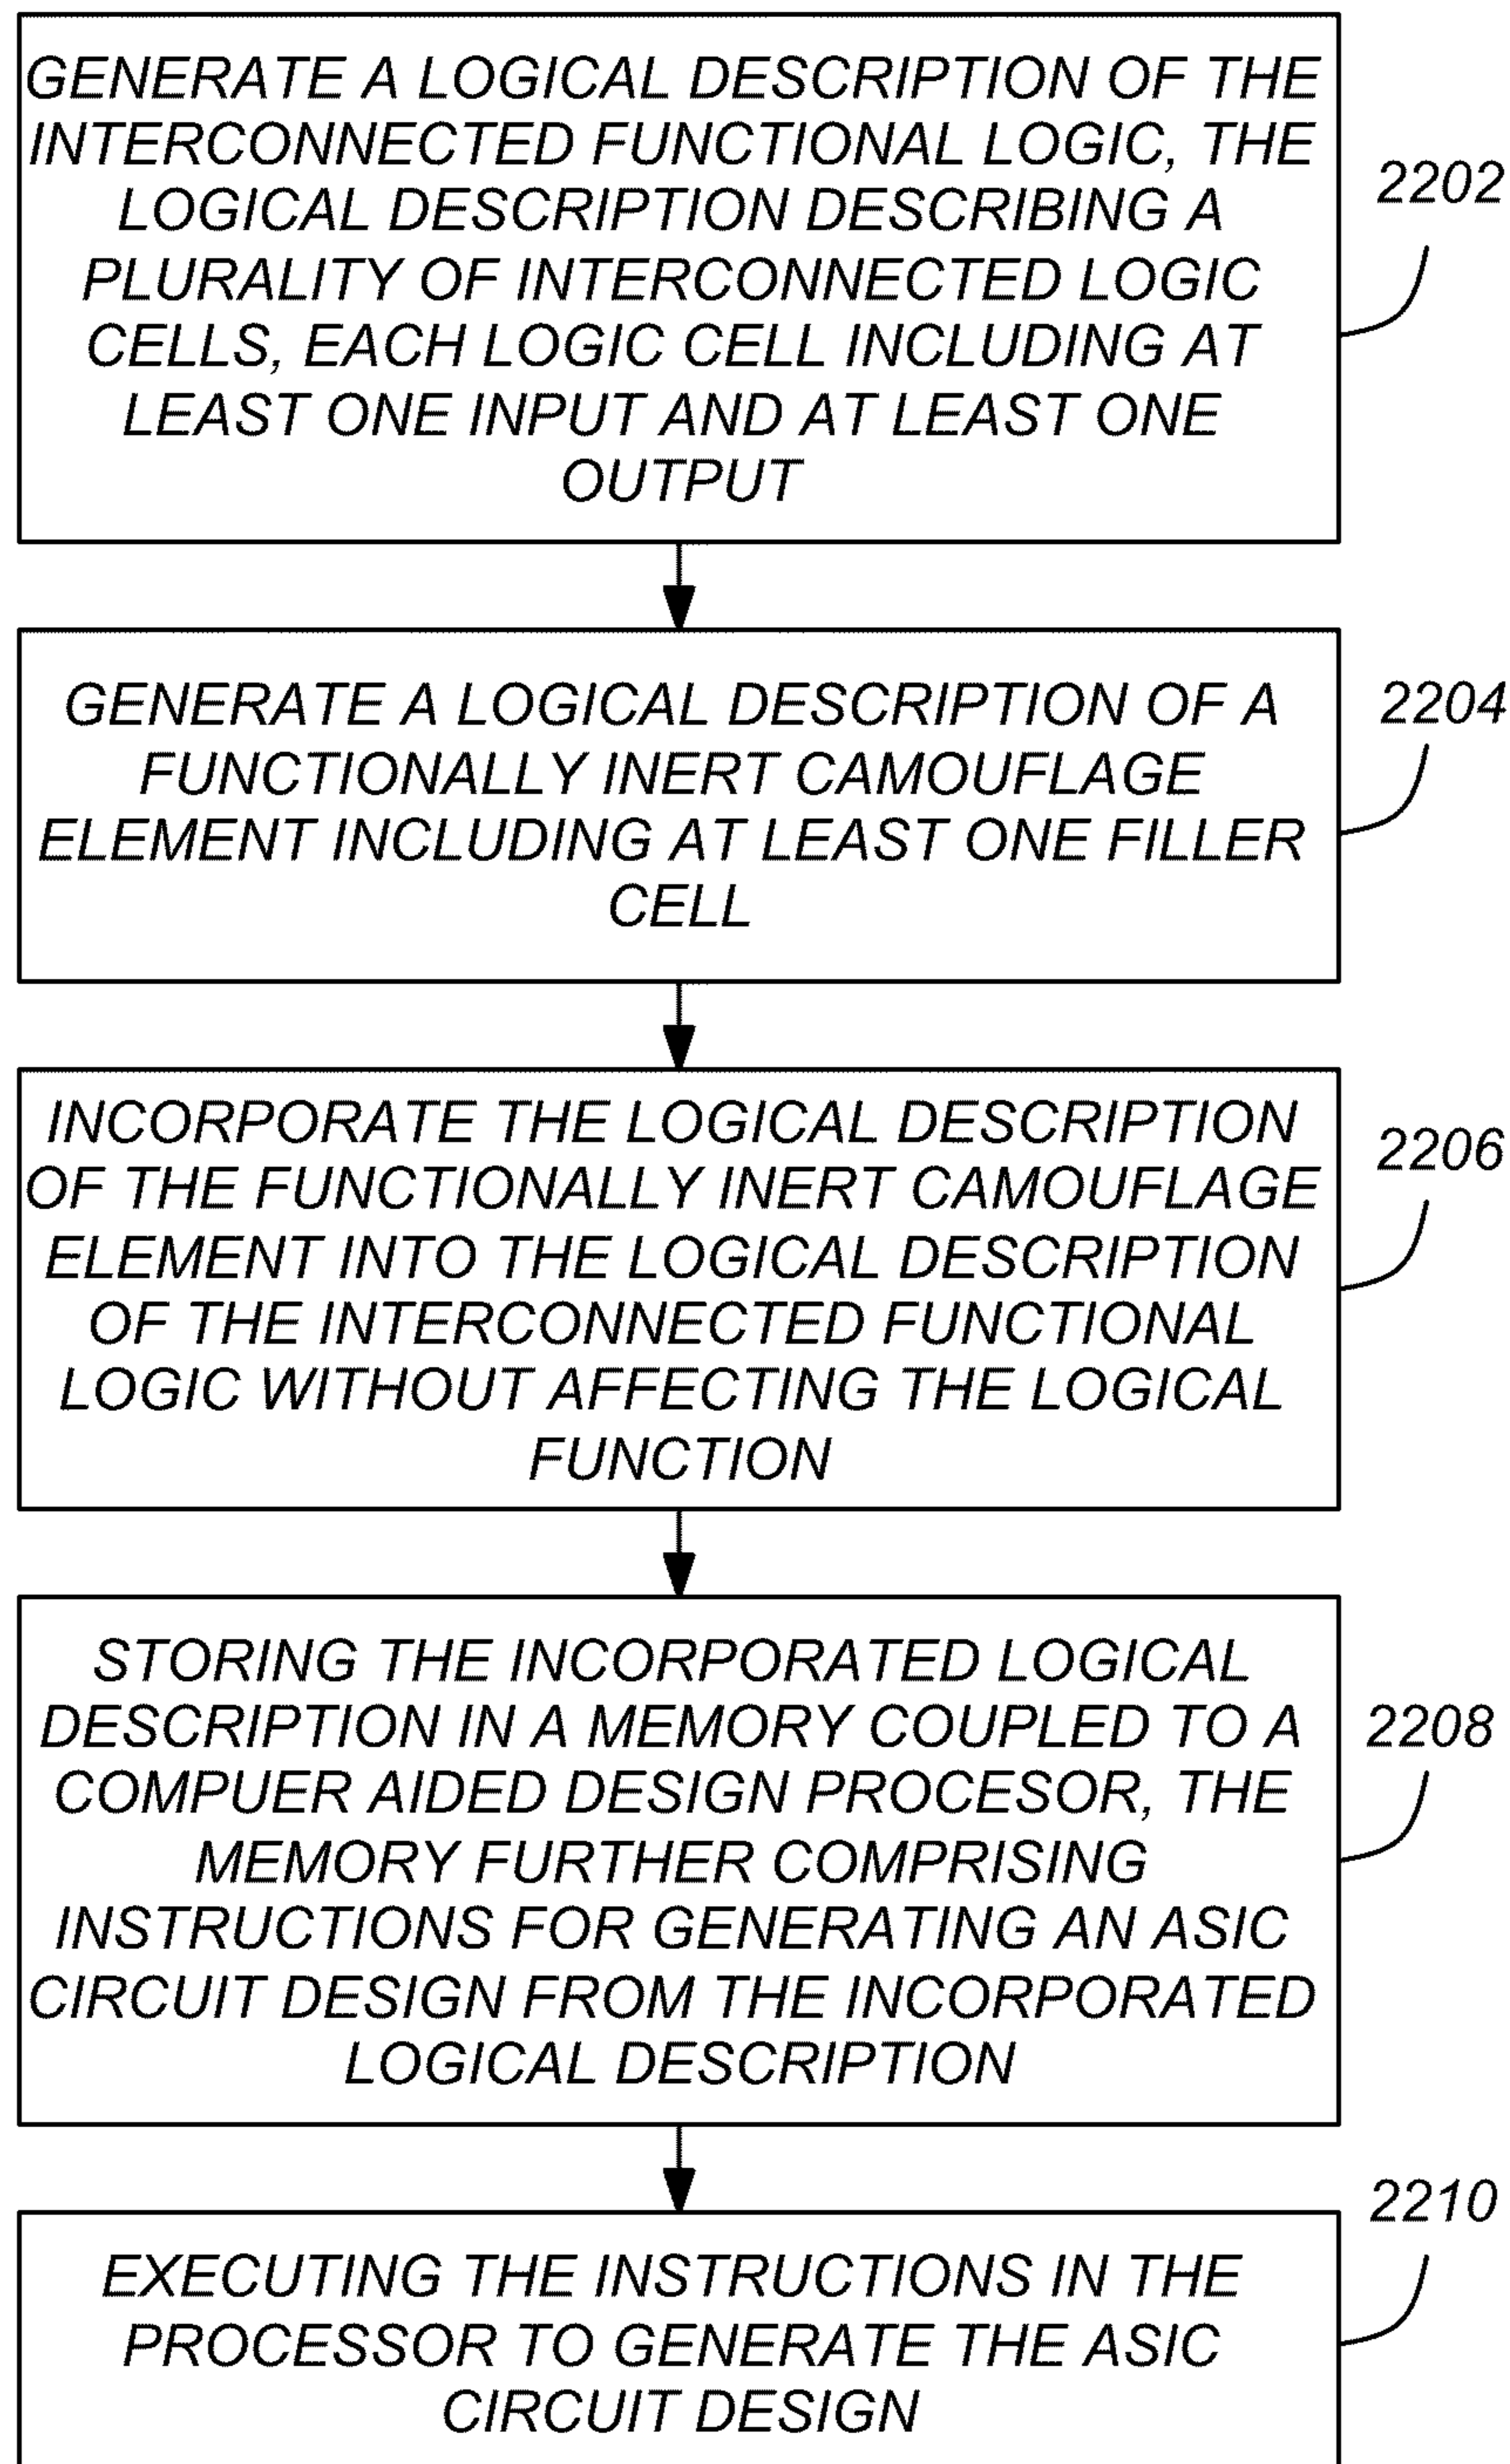 GENERATE A LOGICAL DESCRIPTION OF THE
INTERCONNECTED FUNCTIONAL LOGIC, THE
LOGICAL DESCRIPTION DESCRIBING A
PLURALITY OF INTERCONNECTED LOGIC
CELLS, EACH LOGIC CELL INCLUDING AT
LEAST ONE INPUT AND AT LEAST ONE
OUTPUT
2202
GENERATE A LOGICAL DESCRIPTION OF A
FUNCTIONALLY INERT CAMOUFLAGE
ELEMENT INCLUDING AT LEAST ONE FILLER
CELL
2204
INCORPORATE THE LOGICAL DESCRIPTION
OF THE FUNCTIONALLY INERT CAMOUFLAGE
ELEMENT INTO THE LOGICAL DESCRIPTION
OF THE INTERCONNECTED FUNCTIONAL
LOGIC WITHOUT AFFECTING THE LOGICAL
FUNCTION
2206
STORING THE INCORPORATED LOGICAL
DESCRIPTION IN A MEMORY COUPLED TO A
COMPUER AIDED DESIGN PROCESOR, THE
MEMORY FURTHER COMPRISING
INSTRUCTIONS FOR GENERATING AN ASIC
CIRCUIT DESIGN FROM THE INCORPORATED
LOGICAL DESCRIPTION
2208
EXECUTING THE INSTRUCTIONS IN THE
PROCESSOR TO GENERATE THE ASIC
CIRCUIT DESIGN
2210